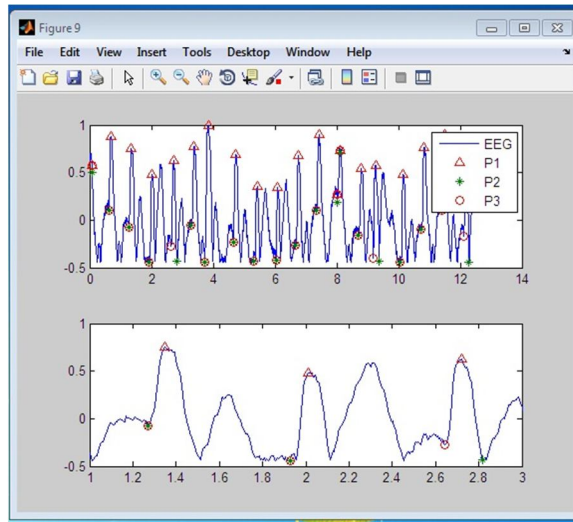 Figure 9
File Edit View Insert Tools Desktop Window Help
1
0.5
0
-0.5
0 2 4 6 8 10 12 14
EEG
P1
P2
P3
1
0.5
0
-0.5
1 1.2 1.4 1.6 1.8 2 2.2 2.4 2.6 2.8 3